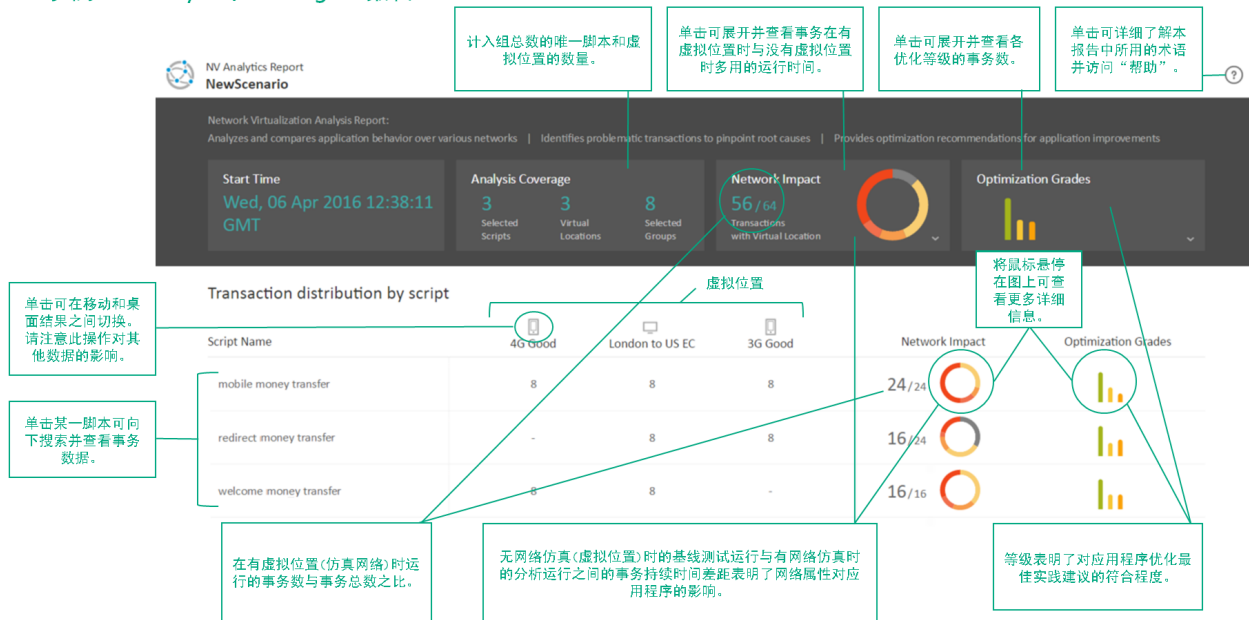 计入组总数的唯一脚本和虚
拟位置的数量。
单击可展开并查看事务在有
虚拟位置时与没有虚拟位置
时多用的运行时间。
单击可展开并查看各
优化等级的事务数。
单击可详细了解本
报告中所用的术语
并访问“帮助”。
NV Analytics Report
NewScenario
?
Network Virtualization Analysis Report:
Analyzes and compares application behavior over various networks | Identifies problematic transactions to pinpoint root causes | Provides optimization recommendations for application improvements
Start Time
Wed, 06 Apr 2016 12:38:11
GMT
Analysis Coverage
3 3 8
Selected Virtual Selected
Scripts Locations Groups
Network Impact
56/64
Transactions
with Virtual Location
Optimization Grades
将鼠标悬停
在图上可查
看更多详细
信息。
单击可在移动和桌
面结果之间切换。
请注意此操作对其
他数据的影响。
Transaction distribution by script
虚拟位置
Script Name 4G Good London to US EC 3G Good Network Impact Optimization Grades
mobile money transfer 8 8 8 24/24
单击某一脚本可向
下搜索并查看事务
数据。
redirect money transfer - 8 8 16/24
welcome money transfer 8 8 - 16/16
在有虚拟位置(仿真网络)时运
行的事务数与事务总数之比。
无网络仿真(虚拟位置)时的基线测试运行与有网络仿真时
的分析运行之间的事务持续时间差距表明了网络属性对应
用程序的影响。
等级表明了对应用程序优化最
佳实践建议的符合程度。